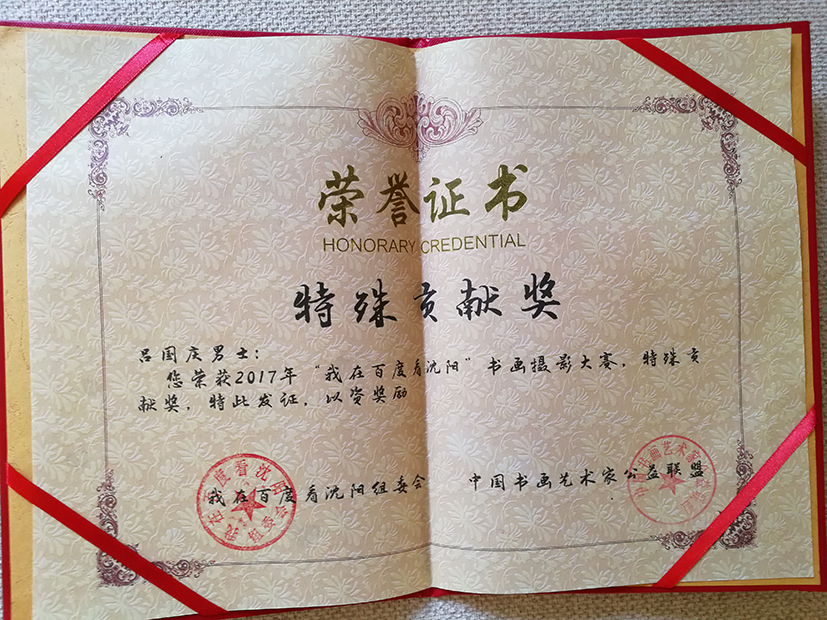 荣誉证书
HONORARY CREDENTIAL
特殊贡献奖
吕国庆男士：
您荣获2017年“我在百度看沈阳”书画摄影大赛，特殊贡
献奖，特此发证，以资奖励
我在百度看沈阳组委会 中国书画艺术家公益联盟